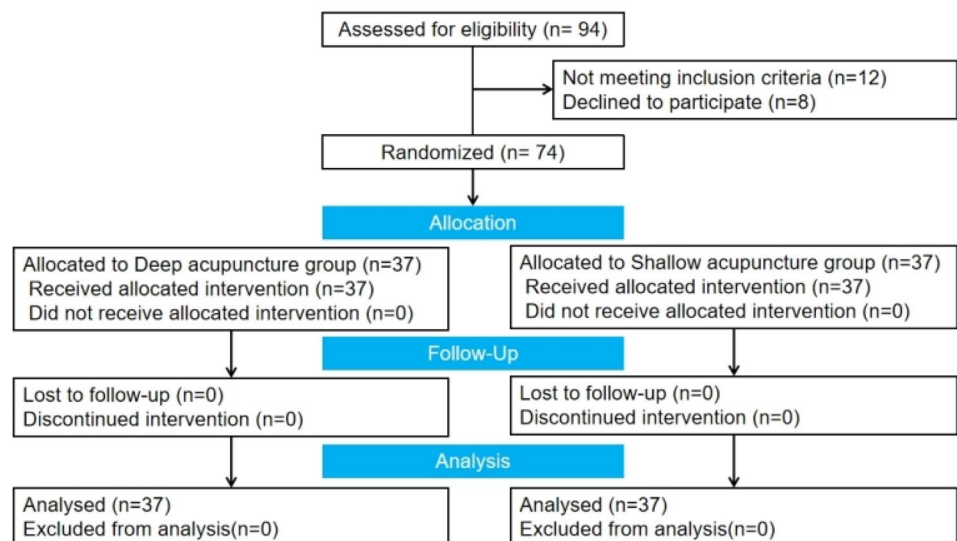 Assessed for eligibility (n= 94)
Not meeting inclusion criteria (n=12)
Declined to participate (n=8)
Randomized (n= 74)
Allocation
Allocated to Deep acupuncture group (n=37)
Received allocated intervention (n=37)
Did not receive allocated intervention (n=0)
Allocated to Shallow acupuncture group (n=37)
Received allocated intervention (n=37)
Did not receive allocated intervention (n=0)
Follow-Up
Lost to follow-up (n=0)
Discontinued intervention (n=0)
Lost to follow-up (n=0)
Discontinued intervention (n=0)
Analysis
Analysed (n=37)
Excluded from analysis(n=0)
Analysed (n=37)
Excluded from analysis(n=0)